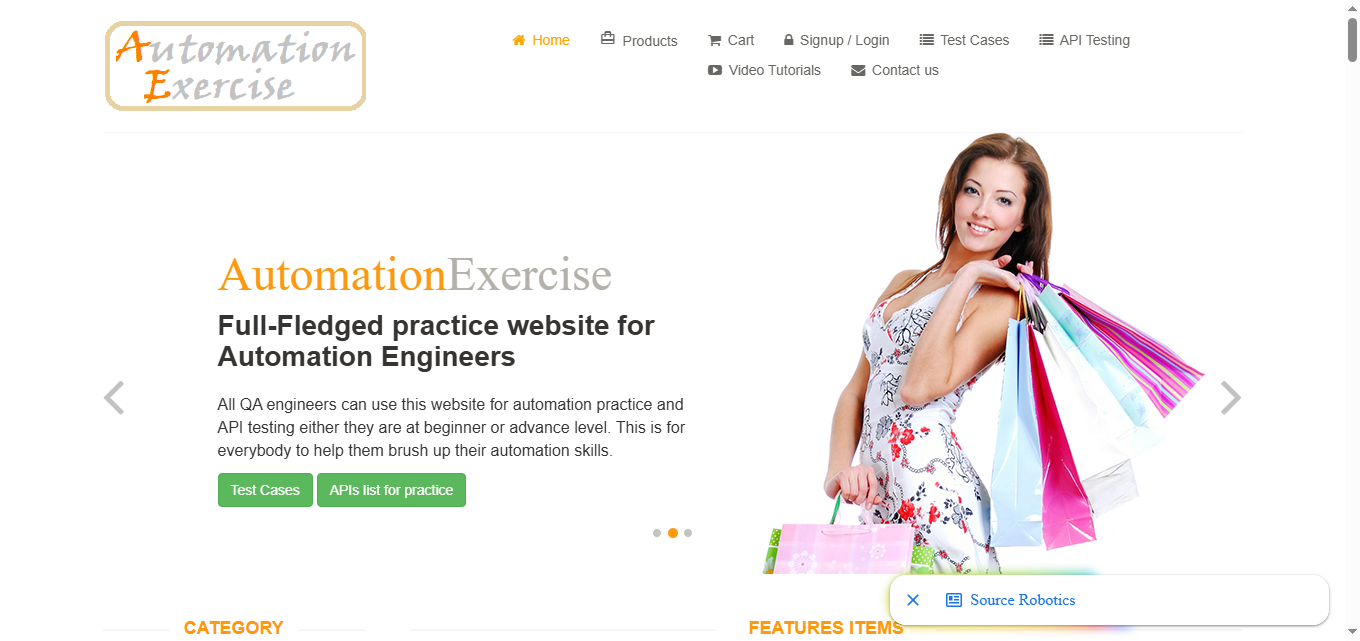 Automation
Exercise
Home
Products
Cart
Signup / Login
Test Cases
API Testing
Video Tutorials
Contact us
AutomationExercise
Full-Fledged practice website for
Automation Engineers
All QA engineers can use this website for automation practice and
API testing either they are at beginner or advance level. This is for
everybody to help them brush up their automation skills.
Test Cases
APIs list for practice
Source Robotics
CATEGORY
FEATURES ITEMS